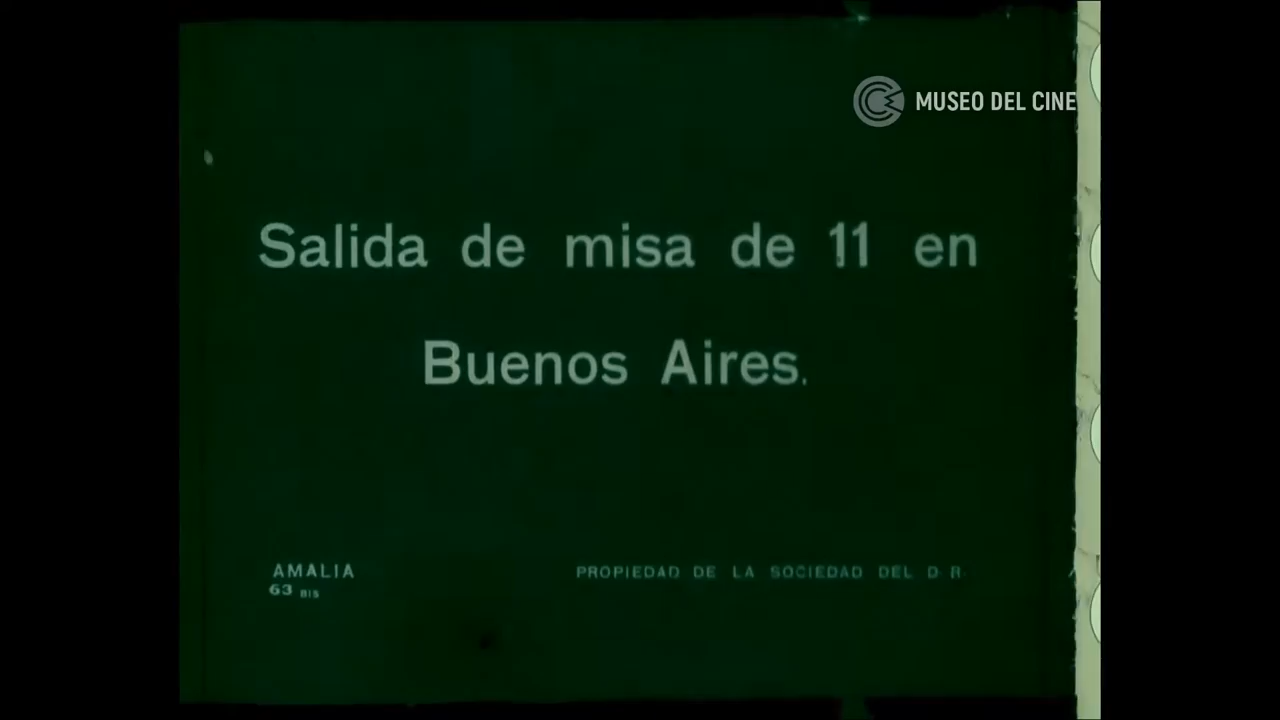 MUSEO DEL CINE
Salida de misa de 11 en
Buenos Aires.
AMALIA
PROPIEDAD DE LA SOCIEDAD DEL D. R.
63 BIS